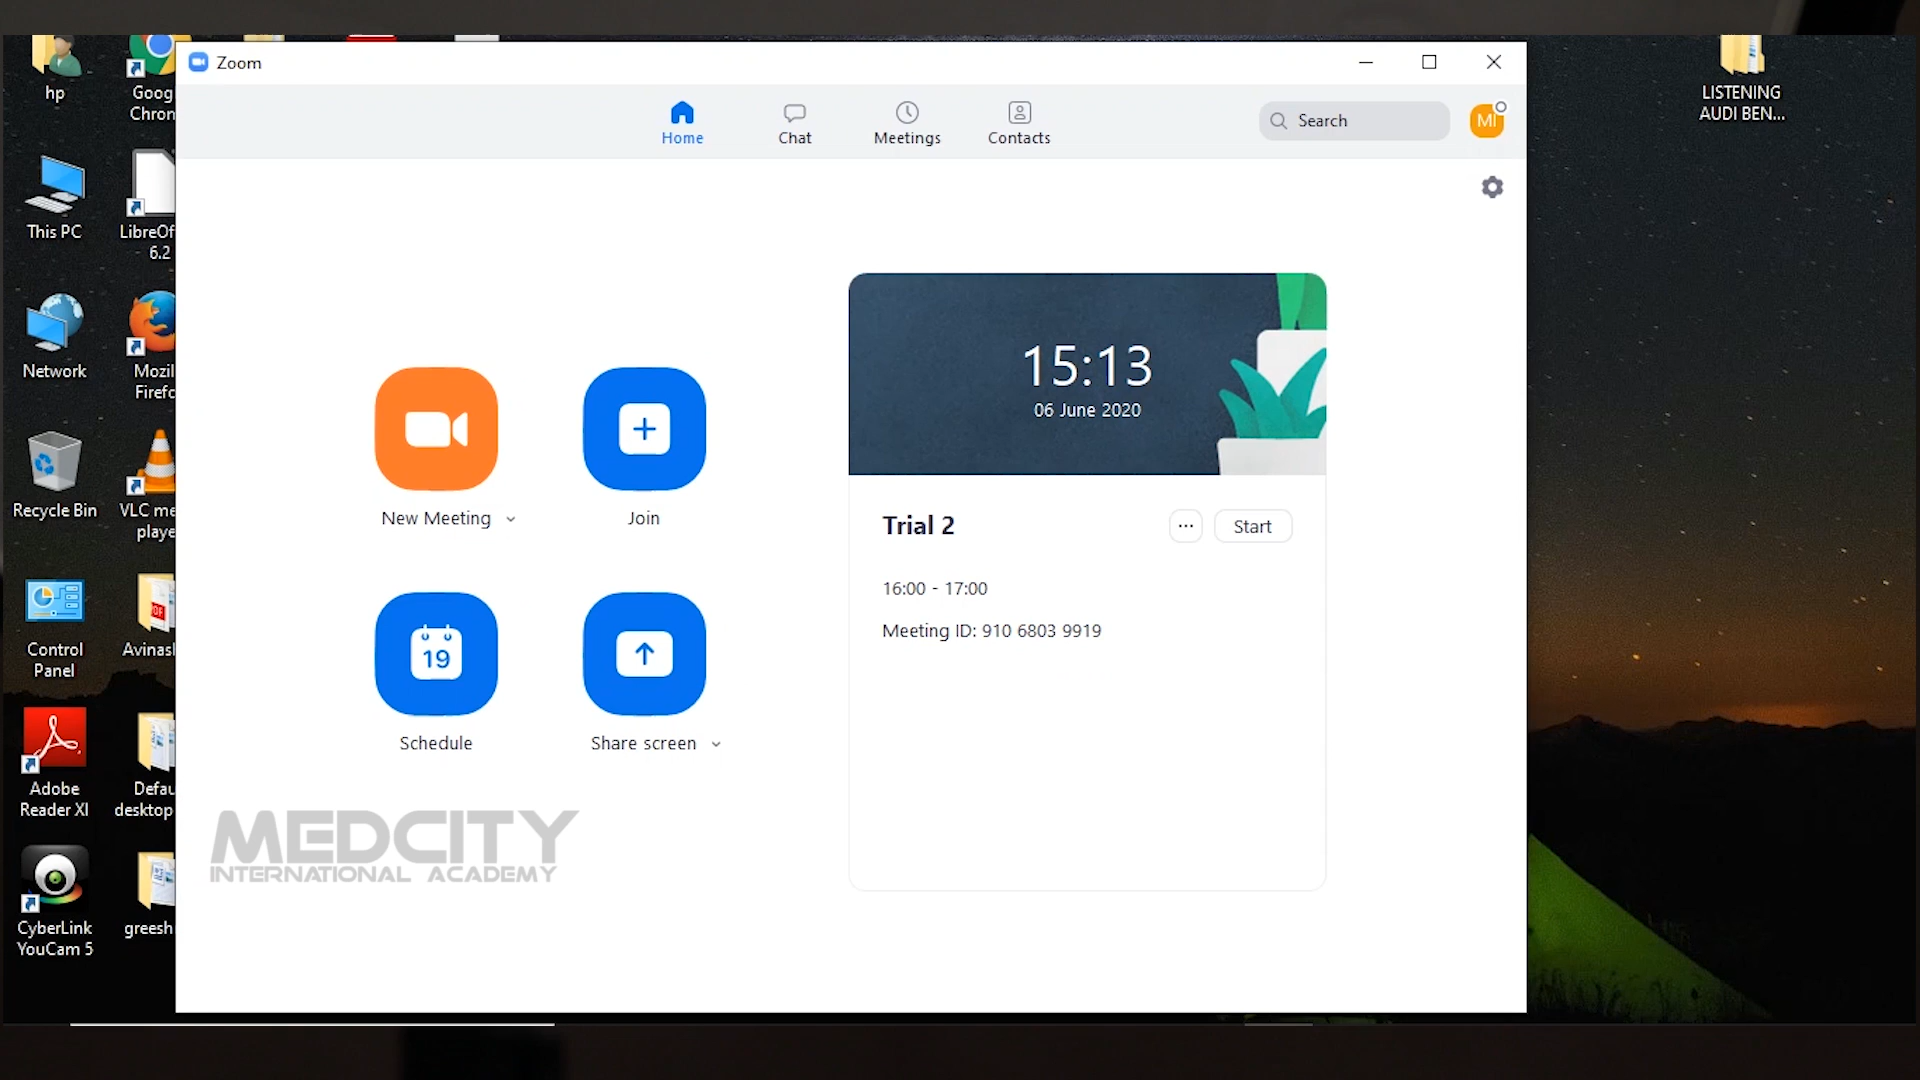 hp
Goog
Chron
This PC
LibreOf
6.2
Network
Mozil
Firefo
Recycle Bin
VLC me
playe
Control
Panel
Avinasl
Adobe
Reader XI
Defau
desktop
CyberLink
YouCam 5
greesh
Zoom
Home
Chat
Meetings
Contacts
Search
MI
New Meeting
Join
19
Schedule
Share screen
15:13
06 June 2020
Trial 2
...
Start
16:00 - 17:00
Meeting ID: 910 6803 9919
MEDCITY
INTERNATIONAL ACADEMY
LISTENING
AUDI BEN...